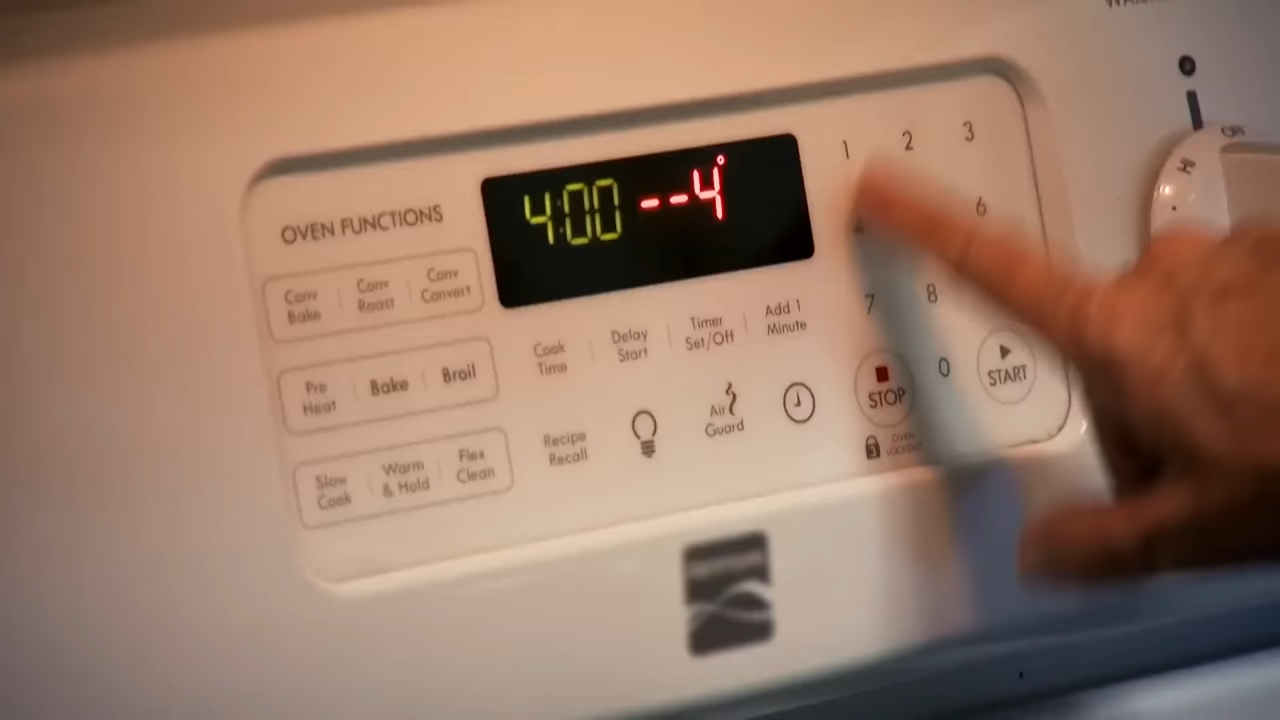 OVEN FUNCTIONS
4:00 --4°
1 2 3
6
7 8
0
Conv Bake
Conv Roast
Conv Convert
Pre Heat
Bake
Broil
Slow Cook
Warm & Hold
Flex Clean
Cook Time
Delay Start
Timer Set/Off
Add 1 Minute
Recipe Recall
Air Guard
STOP
START
OVEN
HI